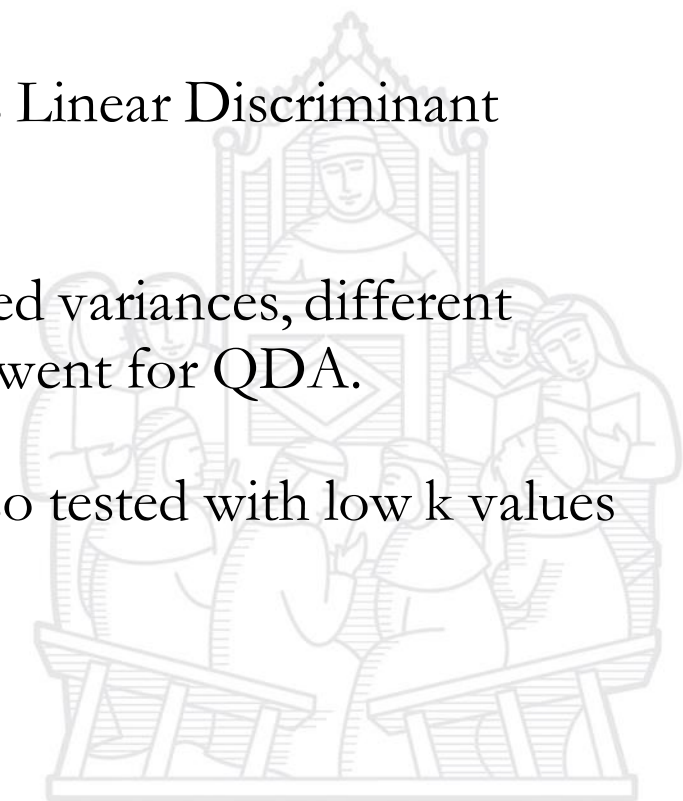 Linear Discriminant
ed variances, different
went for QDA.
o tested with low k values